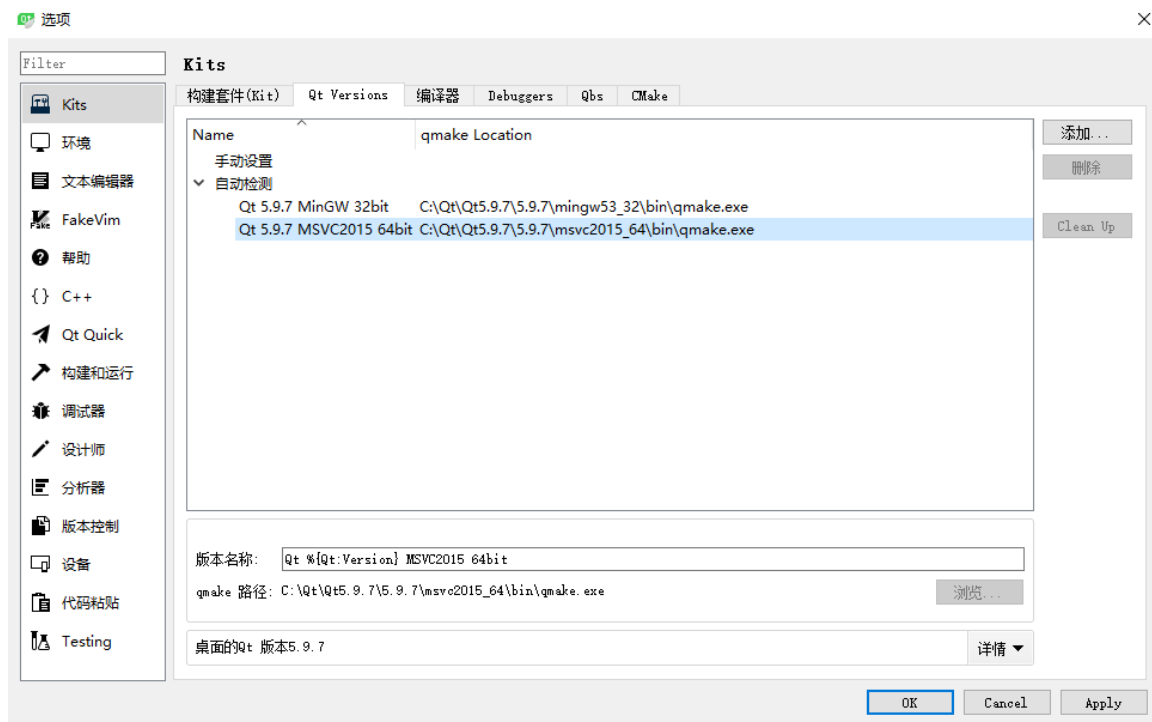 选项
Filter
Kits
环境
文本编辑器
FakeVim
帮助
C++
Qt Quick
构建和运行
调试器
设计师
分析器
版本控制
设备
代码粘贴
Testing
Kits
构建套件(Kit) Qt Versions 编译器 Debuggers Qbs CMake
Name qmake Location
手动设置
自动检测
Qt 5.9.7 MinGW 32bit C:\Qt\Qt5.9.7\5.9.7\mingw53_32\bin\qmake.exe
Qt 5.9.7 MSVC2015 64bit C:\Qt\Qt5.9.7\5.9.7\msvc2015_64\bin\qmake.exe
添加...
删除
Clean Up
版本名称: Qt %{Qt:Version} MSVC2015 64bit
qmake 路径: C:\Qt\Qt5.9.7\5.9.7\msvc2015_64\bin\qmake.exe 浏览...
桌面的Qt 版本5.9.7 详情
OK Cancel Apply